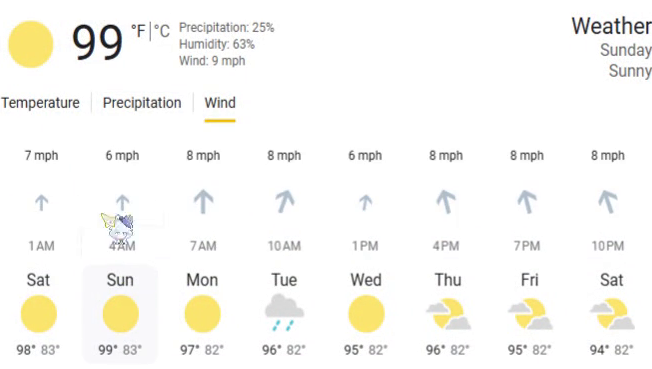 99 °F|°C
Precipitation: 25%
Humidity: 63%
Wind: 9 mph
Weather
Sunday
Sunny
Temperature Precipitation Wind
7 mph 6 mph 8 mph 8 mph 6 mph 8 mph 8 mph 8 mph
1 AM 4 AM 7 AM 10 AM 1 PM 4 PM 7 PM 10 PM
Sat Sun Mon Tue Wed Thu Fri Sat
98° 83° 99° 83° 97° 82° 96° 82° 95° 82° 96° 82° 95° 82° 94° 82°